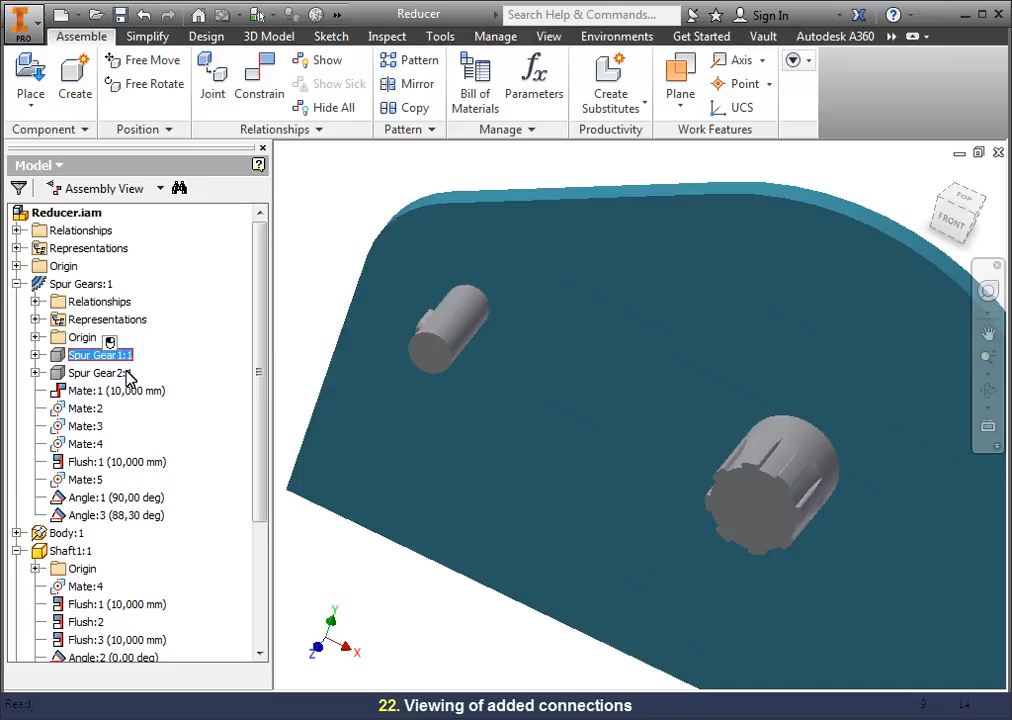 Reducer
Search Help & Commands...
Sign In
PRO
Assemble Simplify Design 3D Model Sketch Inspect Tools Manage View Environments Get Started Vault Autodesk A360
Place
Create
Free Move
Free Rotate
Joint
Constrain
Show
Show Sick
Hide All
Pattern
Mirror
Copy
Bill of
Materials
fx
Parameters
Create
Substitutes
Plane
Axis
Point
UCS
Component
Position
Relationships
Pattern
Manage
Productivity
Work Features
Model
Assembly View
Reducer.iam
Relationships
Representations
Origin
Spur Gears:1
Relationships
Representations
Origin
Spur Gear1:1
Spur Gear2:
Mate:1 (10,000 mm)
Mate:2
Mate:3
Mate:4
Flush:1 (10,000 mm)
Mate:5
Angle:1 (90,00 deg)
Angle:3 (88,30 deg)
Body:1
Shaft1:1
Origin
Mate:4
Flush:1 (10,000 mm)
Flush:2
Flush:3 (10,000 mm)
Angle:2 (0,00 deg)
TOP
FRONT
Y
Z
X
Ready
22. Viewing of added connections
9 14